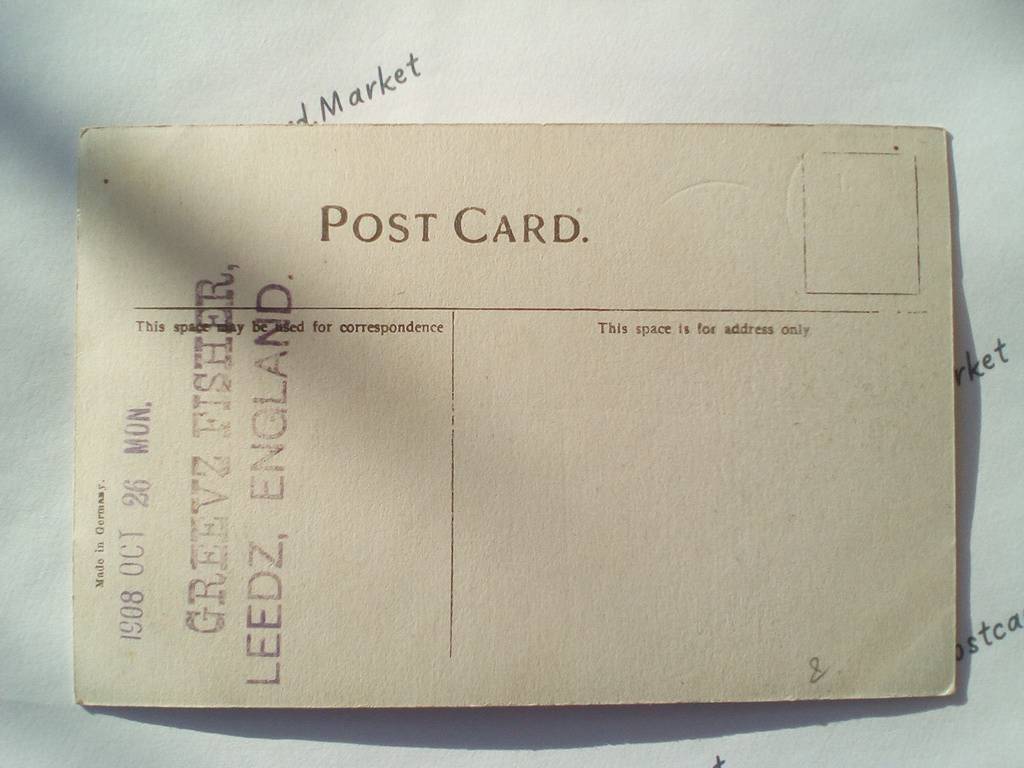 d.Market
POST CARD.
This space may be used for correspondence
This space is for address only
Made in Germany.
1908 OCT 26 MON.
GREEVZ FISHER,
LEEDZ, ENGLAND.
rket
ostca
8
t